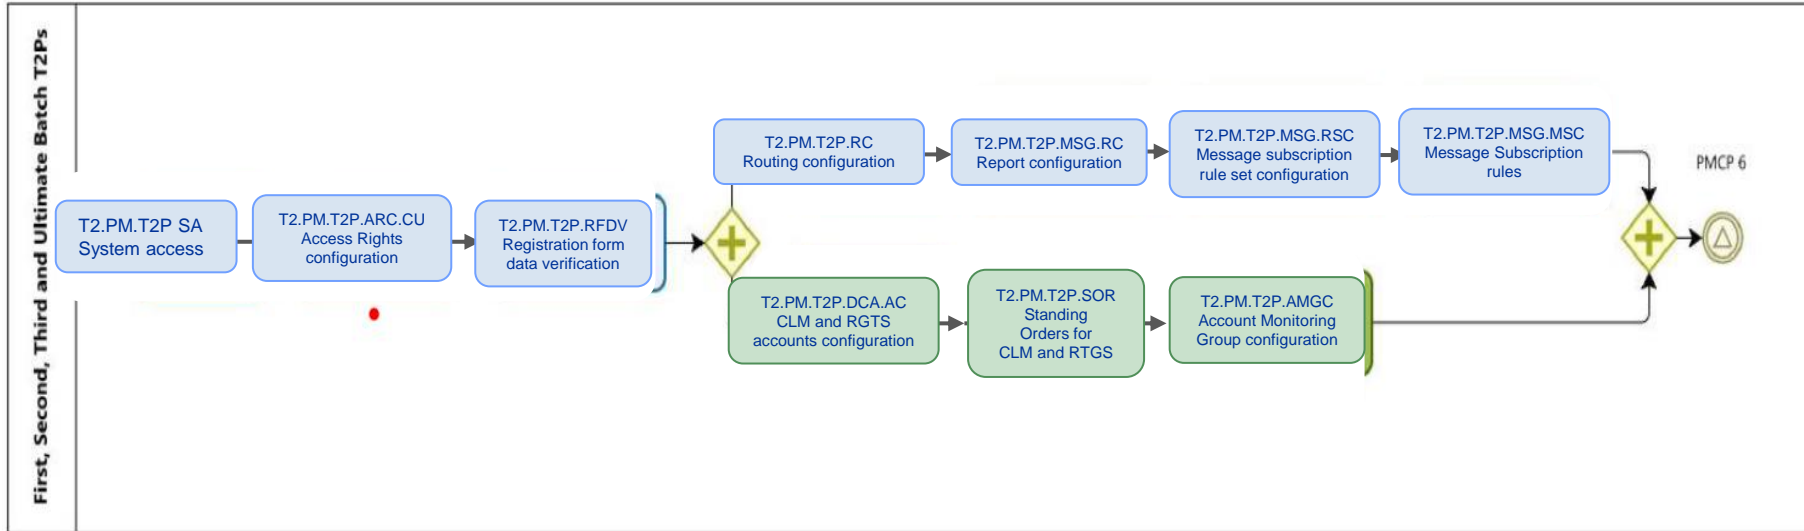 First, Second, Third and Ultimate Batch T2Ps
T2.PM.T2P SA
System access
T2.PM.T2P.ARC.CU
Access Rights
configuration
T2.PM.T2P.RFDV
Registration form
data verification
T2.PM.T2P.RC
Routing configuration
T2.PM.T2P.MSG.RC
Report configuration
T2.PM.T2P.MSG.RSC
Message subscription
rule set configuration
T2.PM.T2P.MSG.MSC
Message Subscription
rules
T2.PM.T2P.DCA.AC
CLM and RGTS
accounts configuration
T2.PM.T2P.SOR
Standing
Orders for
CLM and RTGS
T2.PM.T2P.AMGC
Account Monitoring
Group configuration
PMCP 6